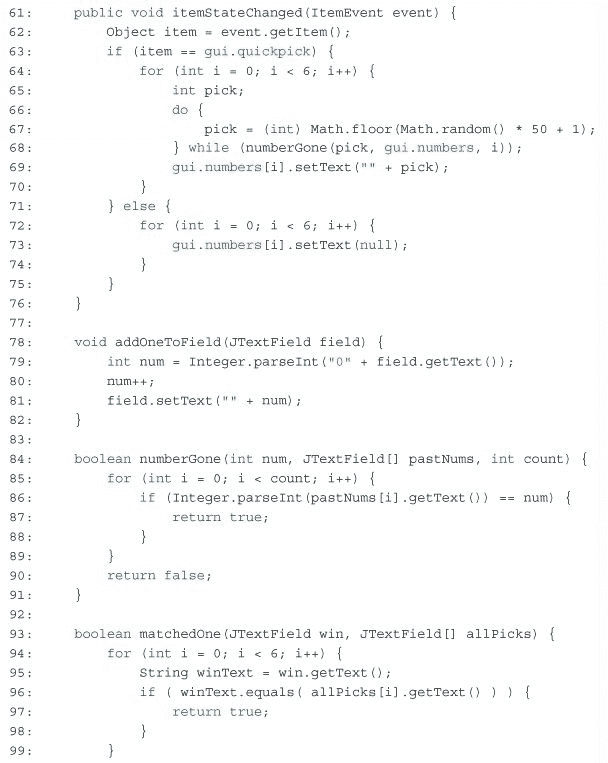 61:     public void itemStateChanged(ItemEvent event) {
62:         Object item = event.getItem();
63:         if (item == gui.quickpick) {
64:             for (int i = 0; i < 6; i++) {
65:                 int pick;
66:                 do {
67:                     pick = (int) Math.floor(Math.random() * 50 + 1);
68:                 } while (numberGone(pick, gui.numbers, i));
69:                 gui.numbers[i].setText("" + pick);
70:             }
71:         } else {
72:             for (int i = 0; i < 6; i++) {
73:                 gui.numbers[i].setText(null);
74:             }
75:         }
76:     }
77:
78:     void addOneToField(JTextField field) {
79:         int num = Integer.parseInt("0" + field.getText());
80:         num++;
81:         field.setText("" + num);
82:     }
83:
84:     boolean numberGone(int num, JTextField[] pastNums, int count) {
85:         for (int i = 0; i < count; i++) {
86:             if (Integer.parseInt(pastNums[i].getText()) == num) {
87:                 return true;
88:             }
89:         }
90:         return false;
91:     }
92:
93:     boolean matchedOne(JTextField win, JTextField[] allPicks) {
94:         for (int i = 0; i < 6; i++) {
95:             String winText = win.getText();
96:             if ( winText.equals( allPicks[i].getText() ) ) {
97:                 return true;
98:             }
99:         }